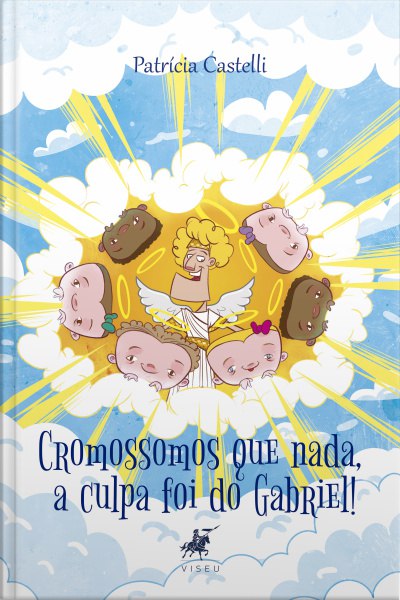 Patrícia Castelli
Cromossomos que nada,
a culpa foi do Gabriel!
VISEU